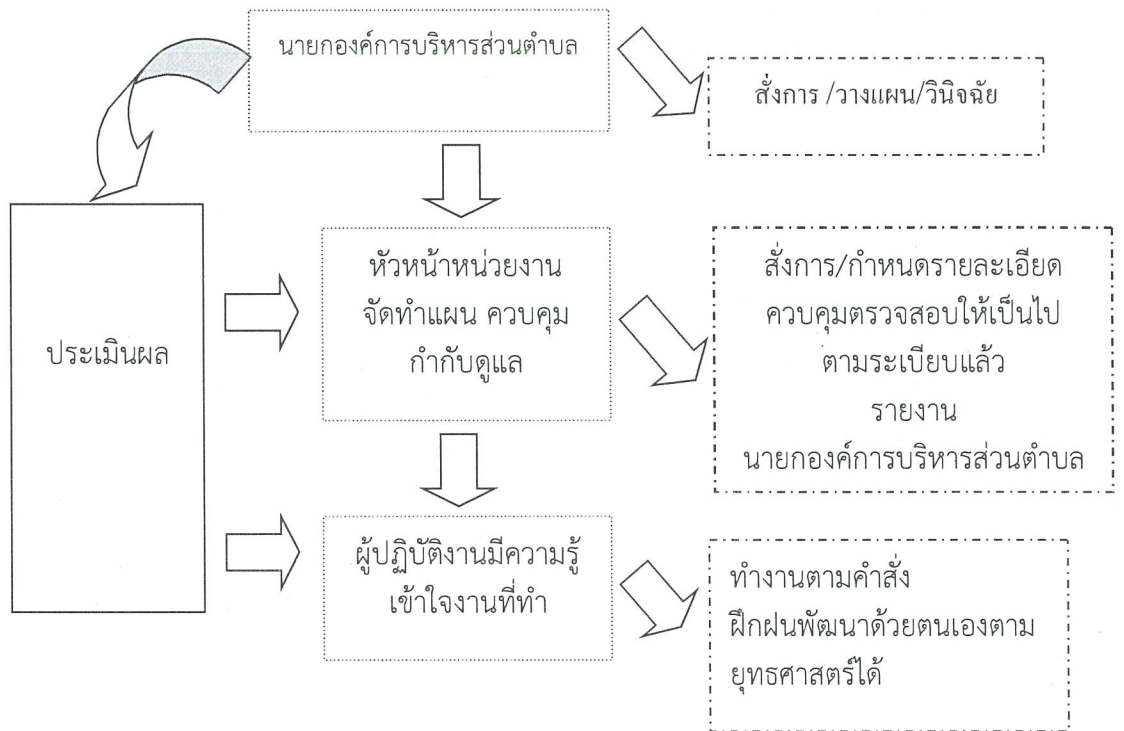 นายกองค์การบริหารส่วนตำบล
สั่งการ /วางแผน/วินิจฉัย
หัวหน้าหน่วยงาน
จัดทำแผน ควบคุม
กำกับดูแล
สั่งการ/กำหนดรายละเอียด
ควบคุมตรวจสอบให้เป็นไป
ตามระเบียบแล้ว
รายงาน
นายกองค์การบริหารส่วนตำบล
ประเมินผล
ผู้ปฏิบัติงานมีความรู้
เข้าใจงานที่ทำ
ทำงานตามคำสั่ง
ฝึกฝนพัฒนาด้วยตนเองตาม
ยุทธศาสตร์ได้